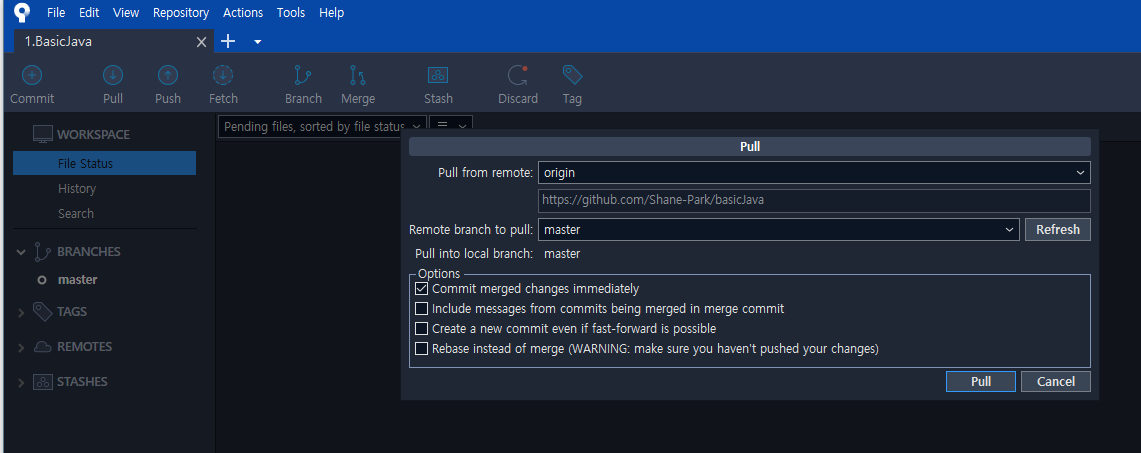 File Edit View Repository Actions Tools Help
1.BasicJava
Commit Pull Push Fetch Branch Merge Stash Discard Tag
WORKSPACE
File Status
History
Search
BRANCHES
master
TAGS
REMOTES
STASHES
Pending files, sorted by file status
Pull
Pull from remote: origin
https://github.com/Shane-Park/basicJava
Remote branch to pull: master Refresh
Pull into local branch: master
Options
Commit merged changes immediately
Include messages from commits being merged in merge commit
Create a new commit even if fast-forward is possible
Rebase instead of merge (WARNING: make sure you haven't pushed your changes)
Pull Cancel